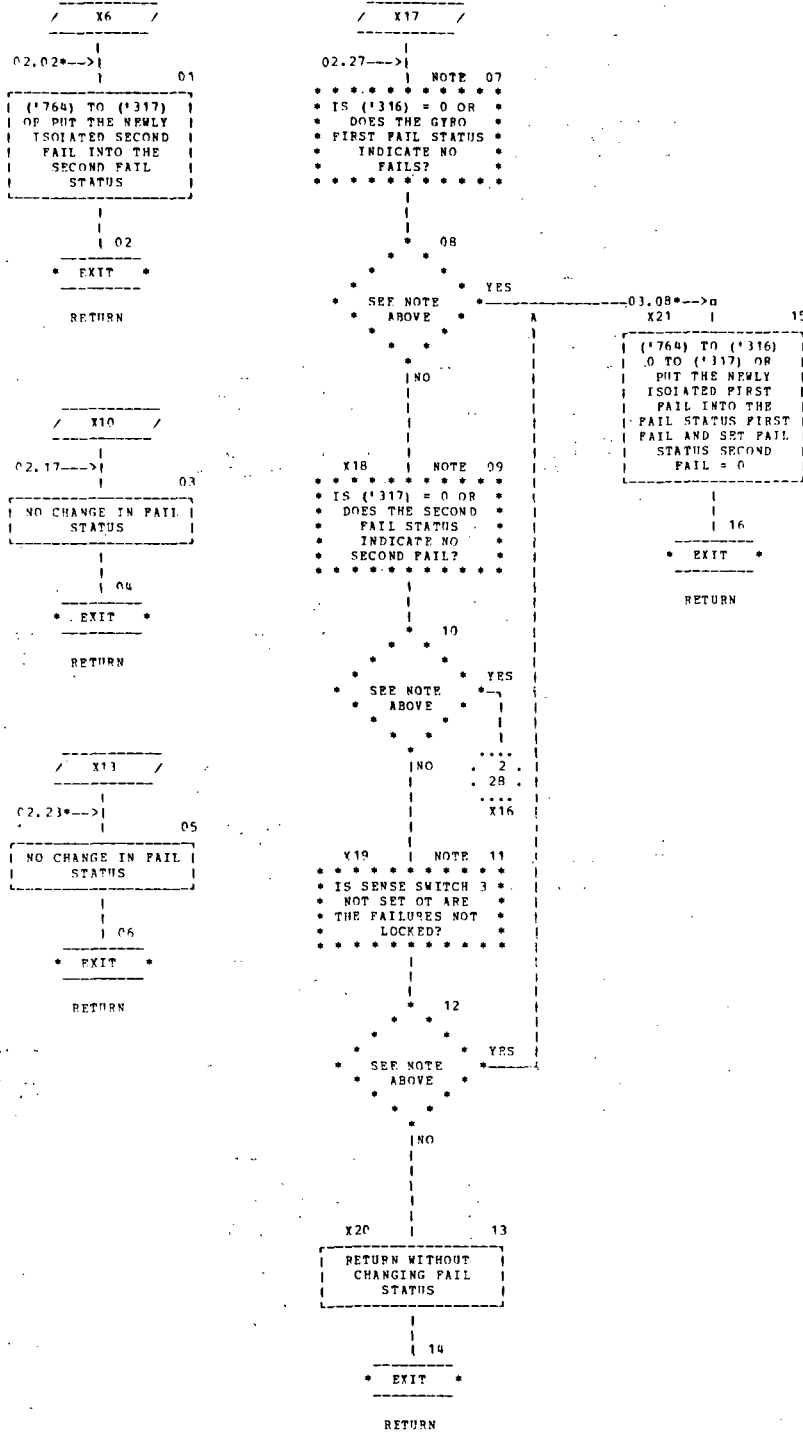 X6
02.02*-->
01
('764) TO ('317)
OR PUT THE NEWLY
ISOLATED SECOND
FAIL INTO THE
SECOND FAIL
STATUS
02
* EXIT *
RETURN
X10
02.17--->
03
NO CHANGE IN FAIL
STATUS
04
* EXIT *
RETURN
X13
02.23*-->
05
NO CHANGE IN FAIL
STATUS
06
* EXIT *
RETURN
X17
02.27--->
NOTE 07
IS ('316) = 0 OR
DOES THE GYRO
FIRST FAIL STATUS
INDICATE NO
FAILS?
08
SEE NOTE
ABOVE
YES
NO
X18 NOTE 09
IS ('317) = 0 OR
DOES THE SECOND
FAIL STATUS
INDICATE NO
SECOND FAIL?
10
SEE NOTE
ABOVE
YES
NO
2
28
X16
X19 NOTE 11
IS SENSE SWITCH 3
NOT SET OT ARE
THE FAILURES NOT
LOCKED?
12
SEE NOTE
ABOVE
YES
NO
X20 13
RETURN WITHOUT
CHANGING FAIL
STATUS
14
* EXIT *
RETURN
03.08*-->
X21 15
('764) TO ('316)
0 TO ('317) OR
PUT THE NEWLY
ISOLATED FIRST
FAIL INTO THE
FAIL STATUS FIRST
FAIL AND SET FAIL
STATUS SECOND
FAIL = 0
16
* EXIT *
RETURN